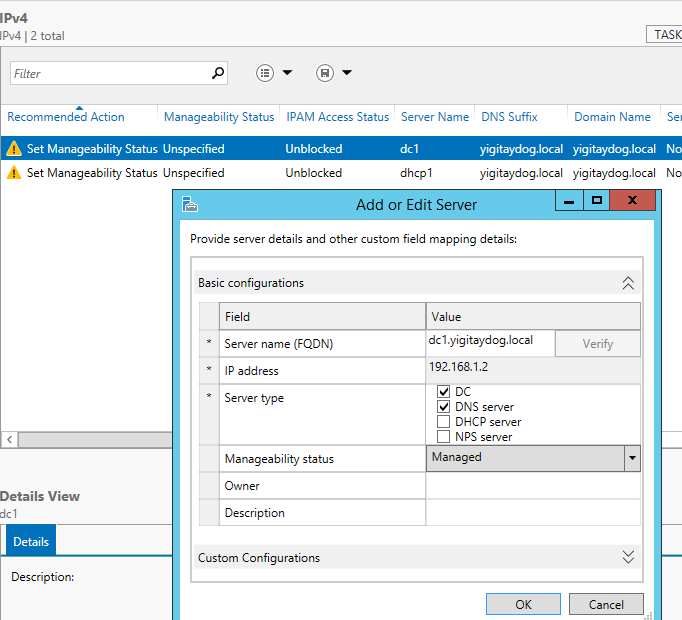 IPv4
IPv4 | 2 total
TASK
Filter
Recommended Action Manageability Status IPAM Access Status Server Name DNS Suffix Domain Name Ser
Set Manageability Status Unspecified Unblocked dc1 yigitaydog.local yigitaydog.local No
Set Manageability Status Unspecified Unblocked dhcp1 yigitaydog.local yigitaydog.local No
Add or Edit Server
Provide server details and other custom field mapping details:
Basic configurations
Field Value
* Server name (FQDN) dc1.yigitaydog.local Verify
* IP address 192.168.1.2
* Server type
DC
DNS server
DHCP server
NPS server
Manageability status Managed
Owner
Description
Custom Configurations
OK Cancel
Details View
dc1
Details
Description: